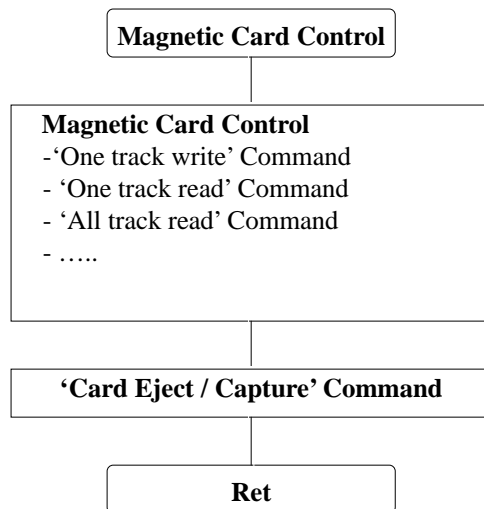 Magnetic Card Control
Magnetic Card Control
-‘One track write’ Command
- ‘One track read’ Command
- ‘All track read’ Command
- …..
‘Card Eject / Capture’ Command
Ret